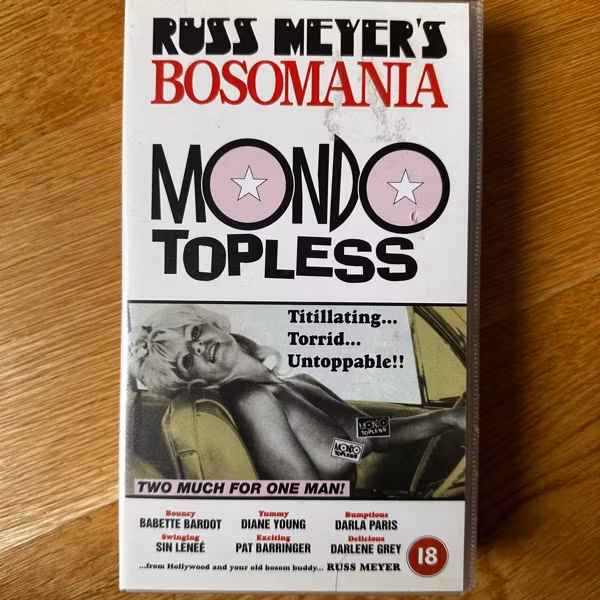 RUSS MEYER'S
BOSOMANIA
MONDO
TOPLESS
Titillating...
Torrid...
Untoppable!!
MONDO
TOPLESS
MONDO
TOPLESS
TWO MUCH FOR ONE MAN!
Bouncy
BABETTE BARDOT
Yummy
DIANE YOUNG
Bumptious
DARLA PARIS
Swinging
SIN LENEÉ
Exciting
PAT BARRINGER
Delicious
DARLENE GREY
...from Hollywood and your old bosom buddy... RUSS MEYER
18